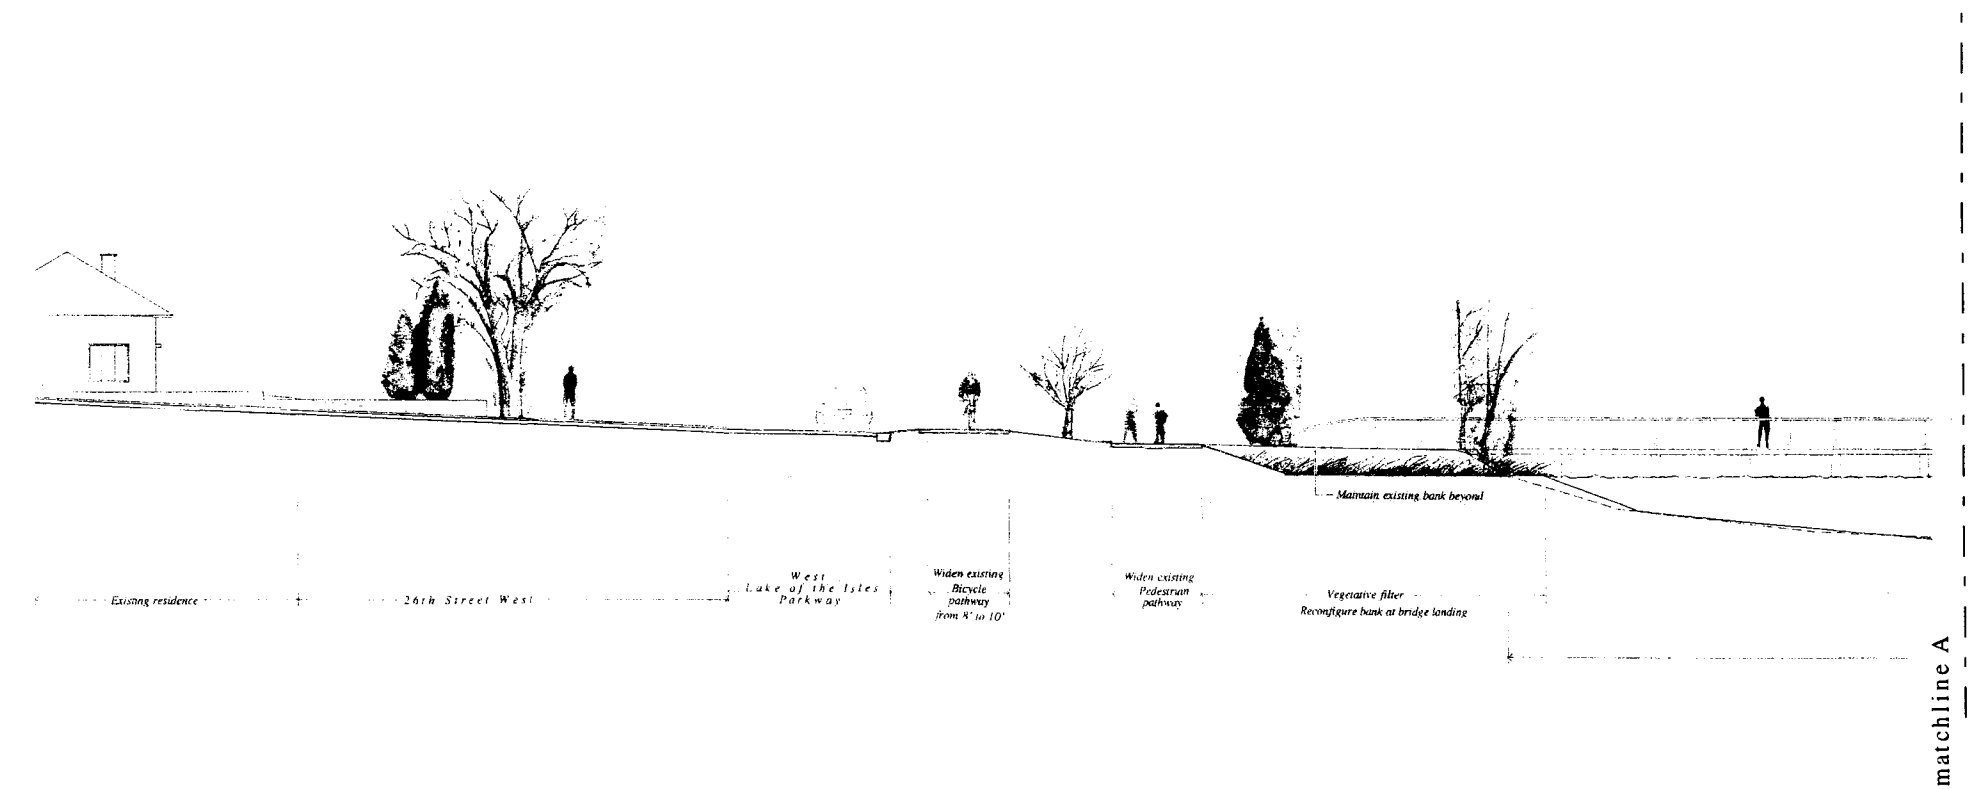 Maintain existing bank beyond
Existing residence
26th Street West
West
Lake of the Isles
Parkway
Widen existing
Bicycle
pathway
from 8' to 10'
Widen existing
Pedestrian
pathway
Vegetative filter
Reconfigure bank at bridge landing
matchline A